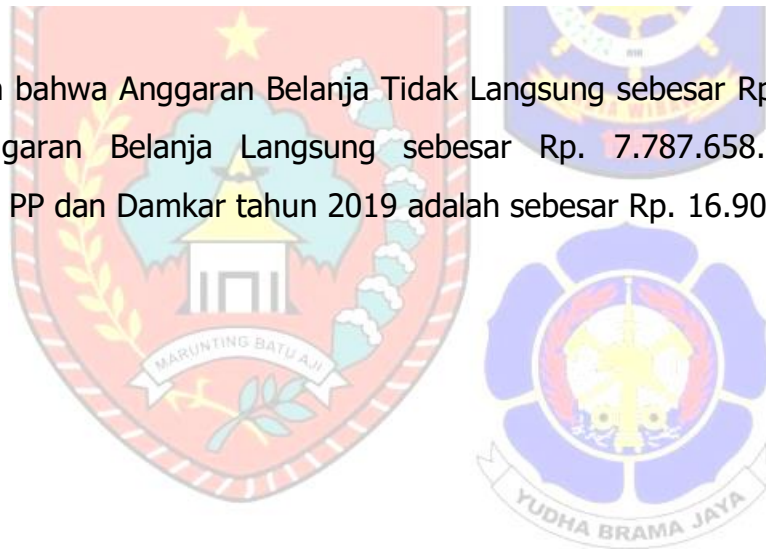 bahwa Anggaran Belanja Tidak Langsung sebesar Rp
garan Belanja Langsung sebesar Rp. 7.787.658.
PP dan Damkar tahun 2019 adalah sebesar Rp. 16.90
MARUNTING BATU AJI
YUDHA BRAMA JAYA